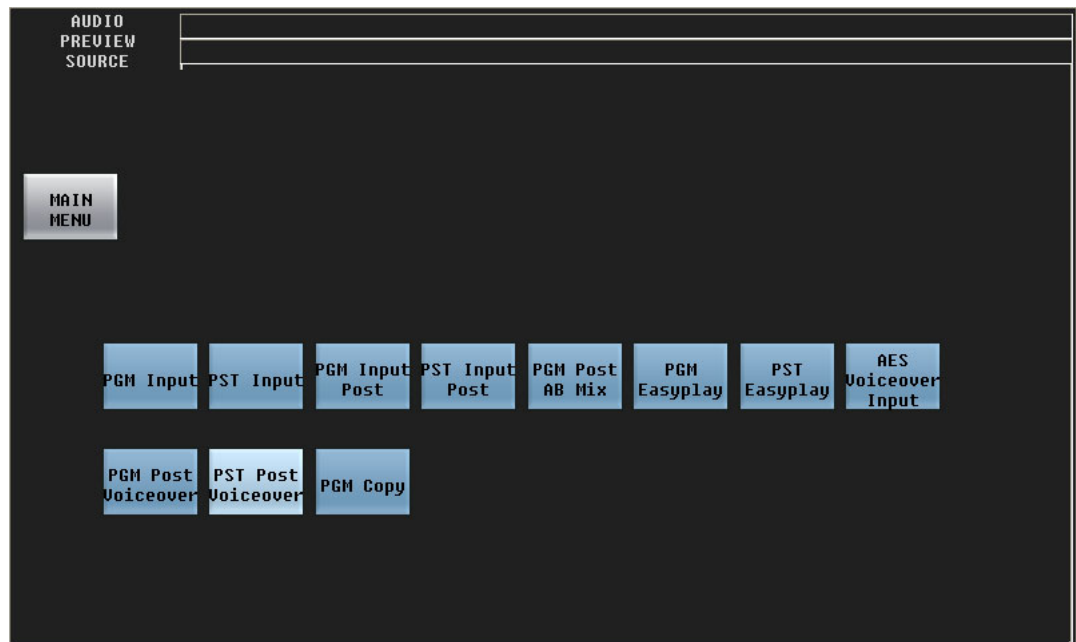 AUDIO
PREVIEW
SOURCE
MAIN
MENU
PGM Input
PST Input
PGM Input
Post
PST Input
Post
PGM Post
AB Mix
PGM
Easyplay
PST
Easyplay
AES
Voiceover
Input
PGM Post
Voiceover
PST Post
Voiceover
PGM Copy